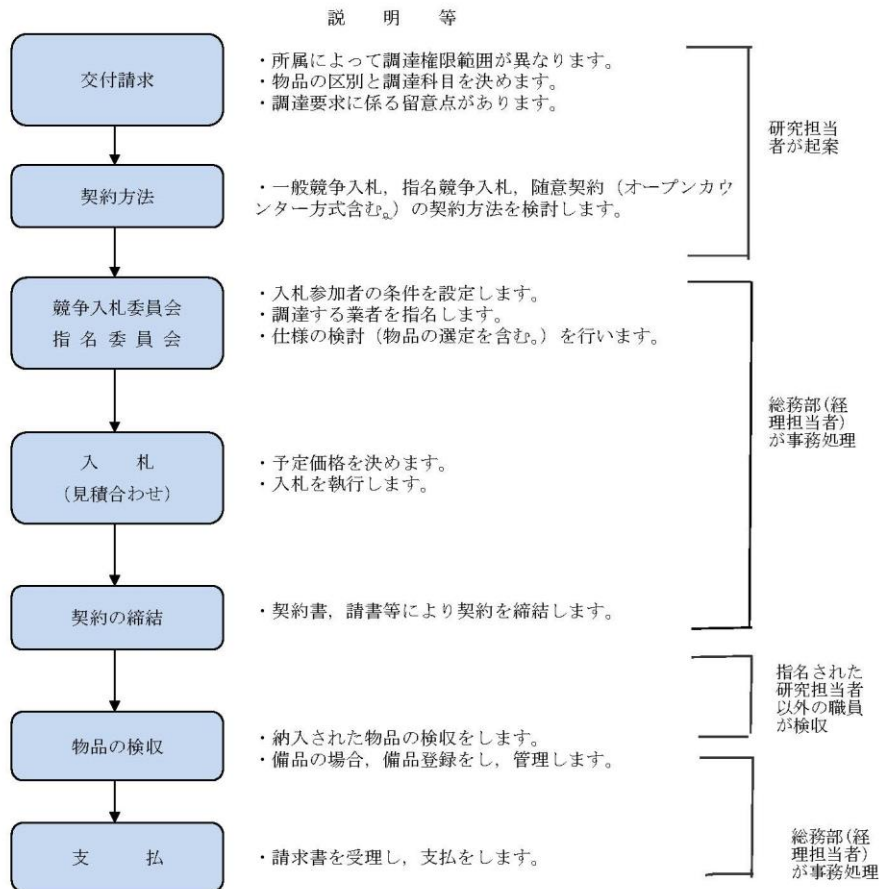 説　明　等
交付請求
・所属によって調達権限範囲が異なります。
・物品の区別と調達科目を決めます。
・調達要求に係る留意点があります。
研究担当
者が起案
契約方法
・一般競争入札，指名競争入札，随意契約（オープンカウ
ンター方式含む。）の契約方法を検討します。
競争入札委員会
指 名 委 員 会
・入札参加者の条件を設定します。
・調達する業者を指名します。
・仕様の検討（物品の選定を含む。）を行います。
総務部（経
理担当者）
が事務処理
入　　札
（見積合わせ）
・予定価格を決めます。
・入札を執行します。
契約の締結
・契約書，請書等により契約を締結します。
指名された
研究担当者
以外の職員
が検収
物品の検収
・納入された物品の検収をします。
・備品の場合，備品登録をし，管理します。
支　　　払
・請求書を受理し，支払をします。
総務部（経
理担当者）
が事務処理